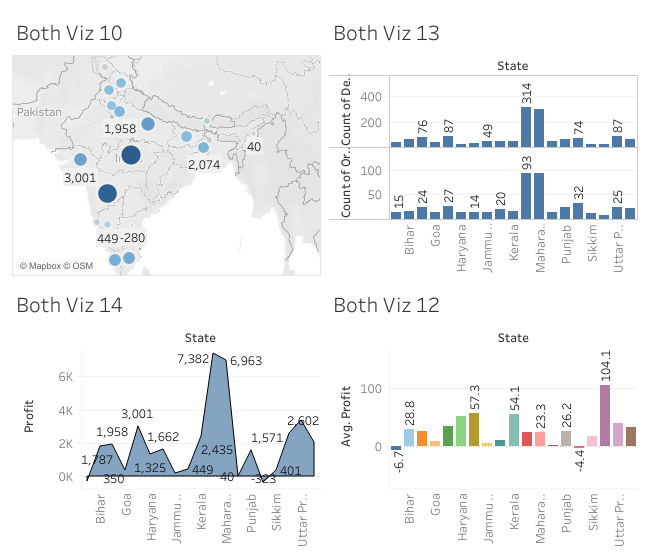 Both Viz 10
Pakistan
1,958
3,001
2,074
40
449
-280
© Mapbox © OSM
Both Viz 13
State
Count of De..
400
200
76
87
49
314
74
87
Count of Or..
100
50
15
24
27
14
20
93
32
25
Bihar
Goa
Haryana
Jammu ..
Kerala
Mahara..
Punjab
Sikkim
Uttar P..
Both Viz 14
State
Profit
6K
4K
2K
0K
7,382
6,963
3,001
2,602
1,958
1,662
1,571
1,787
1,325
2,435
350
449
40
-323
401
Bihar
Goa
Haryana
Jammu ..
Kerala
Mahara..
Punjab
Sikkim
Uttar Pr..
Both Viz 12
State
Avg. Profit
100
0
-6.7
28.8
57.3
54.1
23.3
26.2
-4.4
104.1
Bihar
Goa
Haryana
Jammu ..
Kerala
Mahara..
Punjab
Sikkim
Uttar Pr..